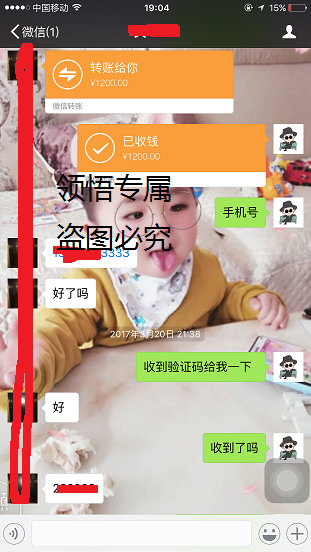 中国移动
19:04
15%
微信(1)
转账给你
¥1200.00
微信转账
已收钱
¥1200.00
领悟专属
手机号
盗图必究
3333
好了吗
2017年3月20日 21:38
收到验证码给我一下
好
收到了吗